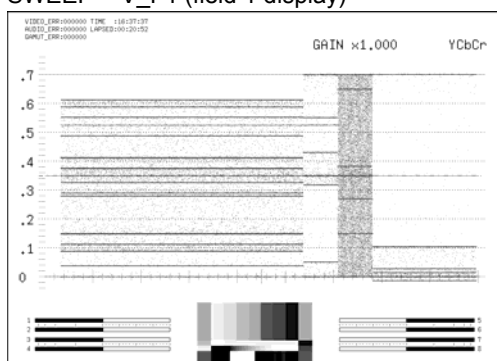 SWEEP V_F1 (field 1 display)
VIDEO_ERR:000000 TIME :16:37:37
AUDIO_ERR:000000 LAPSED:00:20:52
GAMUT_ERR:000000
GAIN ×1.000 YCbCr
.7
.6
.5
.4
.3
.2
.1
0
1 5
2 6
3 7
4 8